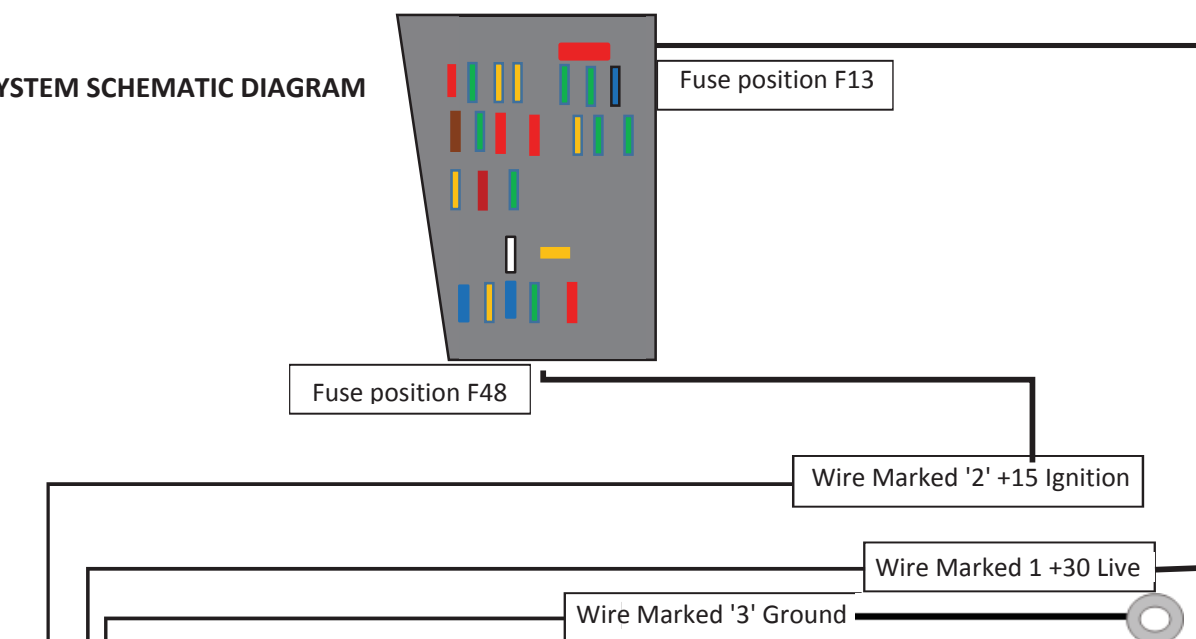 YSTEM SCHEMATIC DIAGRAM
Fuse position F13
Fuse position F48
Wire Marked '2' +15 Ignition
Wire Marked 1 +30 Live
Wire Marked '3' Ground